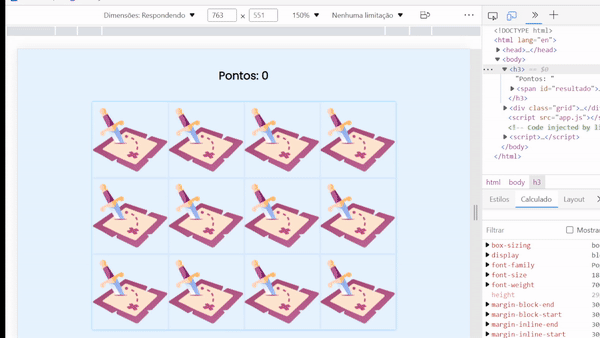 Dimensões: Respondendo ▼ 763 × 551 150% ▼ Nenhuma limitação ▼
Pontos: 0
<!DOCTYPE html>
<html lang="en">
<head>…</head>
<body>
<h3> == $0
"Pontos: "
<span id="resultado">
</h3>
<div class="grid">…</
<script src="app.js"></
<!-- Code injected by li
<script>…</script>
</body>
</html>
html body h3
Estilos Calculado Layout
Filtrar Mostrar
box-sizing bo
display bl
font-family Po
font-size 18
font-weight 70
height 29
margin-block-end
margin-block-start 30
margin-inline-end
margin-inline-start